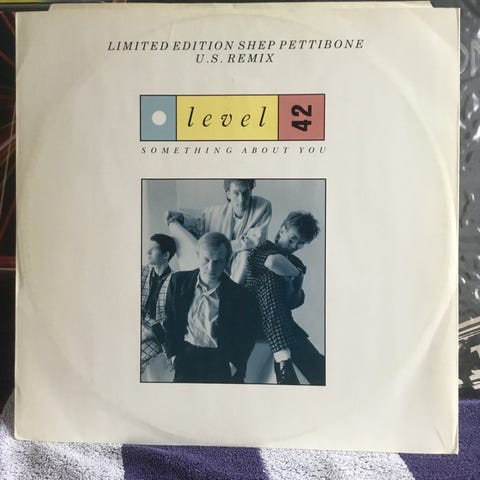 LIMITED EDITION SHEP PETTIBONE
U.S. REMIX
level 42
SOMETHING ABOUT YOU